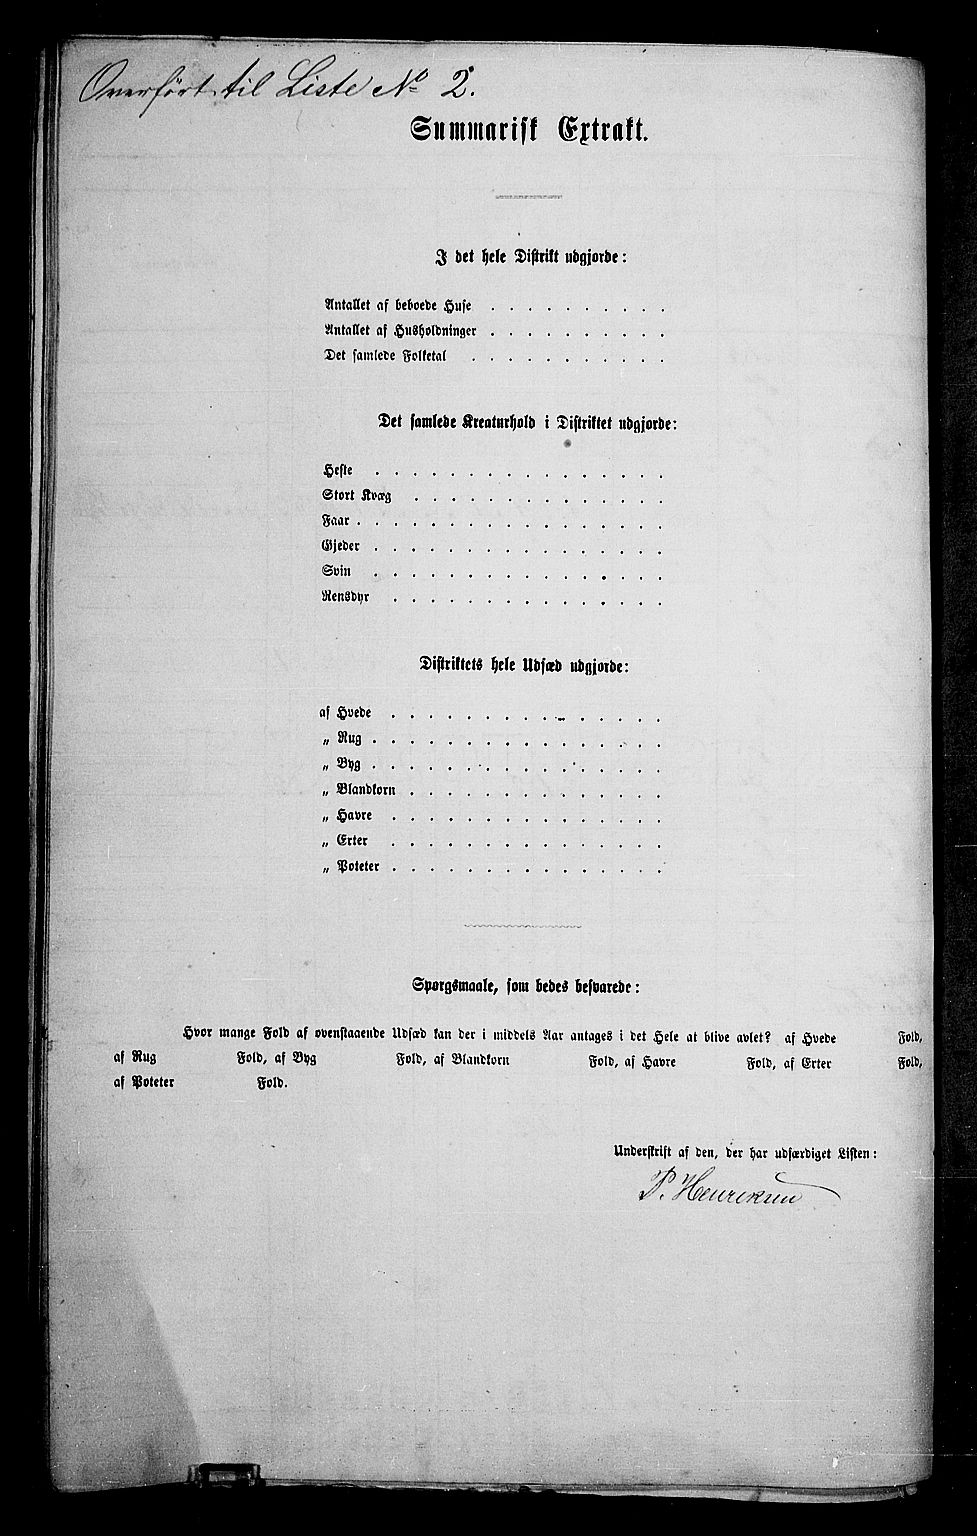 Overført til Liste No 2.
Summarisk Extrakt.
I det hele Distrikt udgjorde:
Antallet af beboede Huse . . . . . . . . . .
Antallet af Husholdninger . . . . . . . . . .
Det samlede Folketal . . . . . . . . . . .
Det samlede Kreaturhold i Distriktet udgjorde:
Heste . . . . . . . . . . . . . . . .
Stort Kvæg . . . . . . . . . . . . . .
Faar . . . . . . . . . . . . . . . . .
Gjeder . . . . . . . . . . . . . . . .
Svin . . . . . . . . . . . . . . . .
Rensdyr . . . . . . . . . . . . . . .
Distriktets hele Udsæd udgjorde:
af Hvede . . . . . . . . . . . . . . .
„ Rug . . . . . . . . . . . . . . . .
„ Byg . . . . . . . . . . . . . . . .
„ Blandkorn . . . . . . . . . . . . . .
„ Havre . . . . . . . . . . . . . . .
„ Erter . . . . . . . . . . . . . . .
„ Poteter . . . . . . . . . . . . . . .
Spørgsmaale, som bedes besvarede:
Hvor mange Fold af ovenstaaende Udsæd kan der i middels Aar antages i det Hele at blive avlet? af Hvede Fold,
af Rug Fold, af Byg Fold, af Blandkorn Fold, af Havre Fold, af Erter Fold,
af Poteter Fold.
Underskrift af den, der har udfærdiget Listen:
P. Henriksen